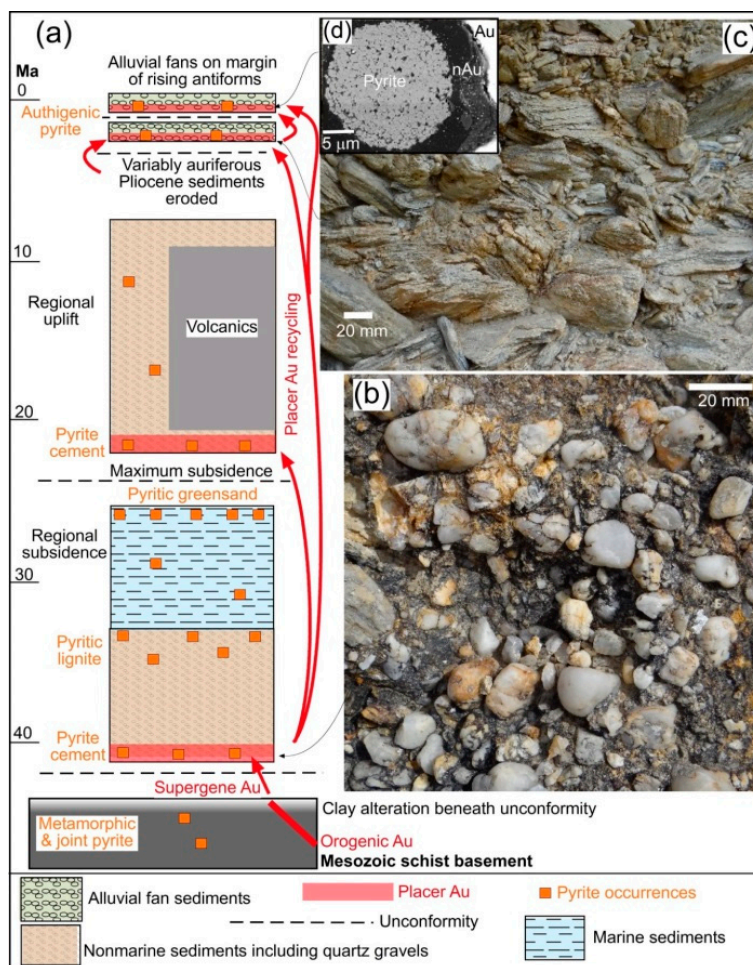 (a)
Ma
0
10
20
30
40
Alluvial fans on margin
of rising antiforms
Authigenic
pyrite
Variably auriferous
Pliocene sediments
eroded
Regional
uplift
Volcanics
Placer Au recycling
Pyrite
cement
Maximum subsidence
Pyritic greensand
Regional
subsidence
Pyritic
lignite
Pyrite
cement
Supergene Au
Clay alteration beneath unconformity
Metamorphic
& joint pyrite
Orogenic Au
Mesozoic schist basement
(d)
Au
Pyrite
nAu
5 μm
(c)
20 mm
(b)
20 mm
Alluvial fan sediments
Placer Au
Pyrite occurrences
Unconformity
Nonmarine sediments including quartz gravels
Marine sediments